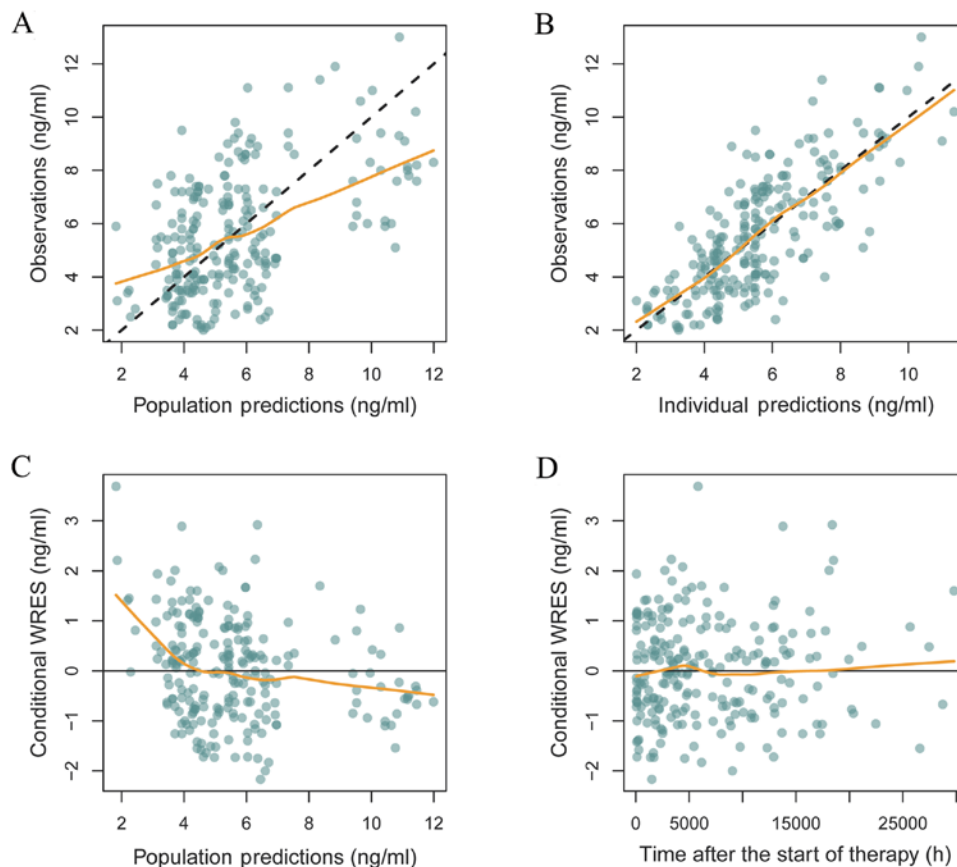 A
B
Observations (ng/ml)
12
10
8
6
4
2
2 4 6 8 10 12
Population predictions (ng/ml)
Observations (ng/ml)
12
10
8
6
4
2
2 4 6 8 10
Individual predictions (ng/ml)
C
D
Conditional WRES (ng/ml)
3
2
1
0
−1
−2
2 4 6 8 10 12
Population predictions (ng/ml)
Conditional WRES (ng/ml)
3
2
1
0
−1
−2
0 5000 15000 25000
Time after the start of therapy (h)